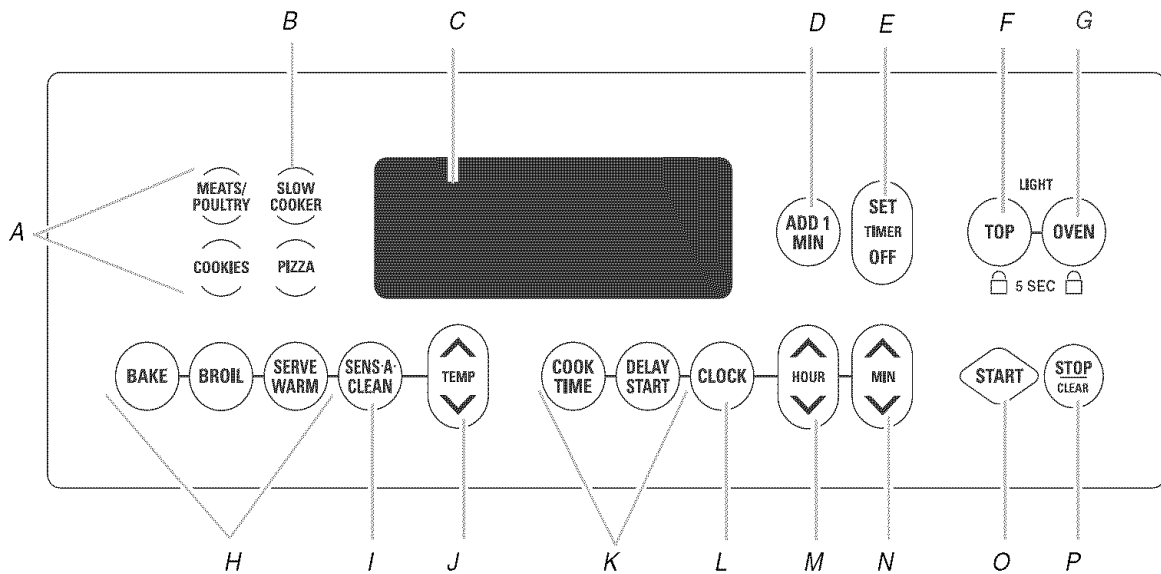 B C D E F G
A
MEATS/
POULTRY
SLOW
COOKER
COOKIES
PIZZA
ADD 1
MIN
SET
TIMER
OFF
LIGHT
TOP
OVEN
5 SEC
BAKE
BROIL
SERVE
WARM
SENS·A·
CLEAN
TEMP
COOK
TIME
DELAY
START
CLOCK
HOUR
MIN
START
STOP
CLEAR
H I J K L M N O P